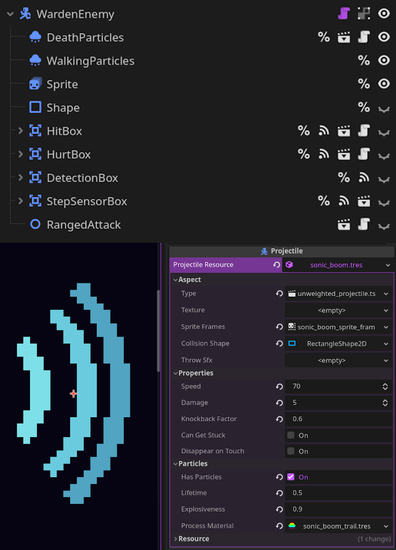 WardenEnemy
DeathParticles
WalkingParticles
Sprite
Shape
HitBox
HurtBox
DetectionBox
StepSensorBox
RangedAttack
Projectile
Projectile Resource sonic_boom.tres
Aspect
Type unweighted_projectile.ts
Texture <empty>
Sprite Frames sonic_boom_sprite_fram
Collision Shape RectangleShape2D
Throw Sfx <empty>
Properties
Speed 70
Damage 5
Knockback Factor 0.6
Can Get Stuck On
Disappear on Touch On
Particles
Has Particles On
Lifetime 0.5
Explosiveness 0.9
Process Material sonic_boom_trail.tres
Resource (1 change)